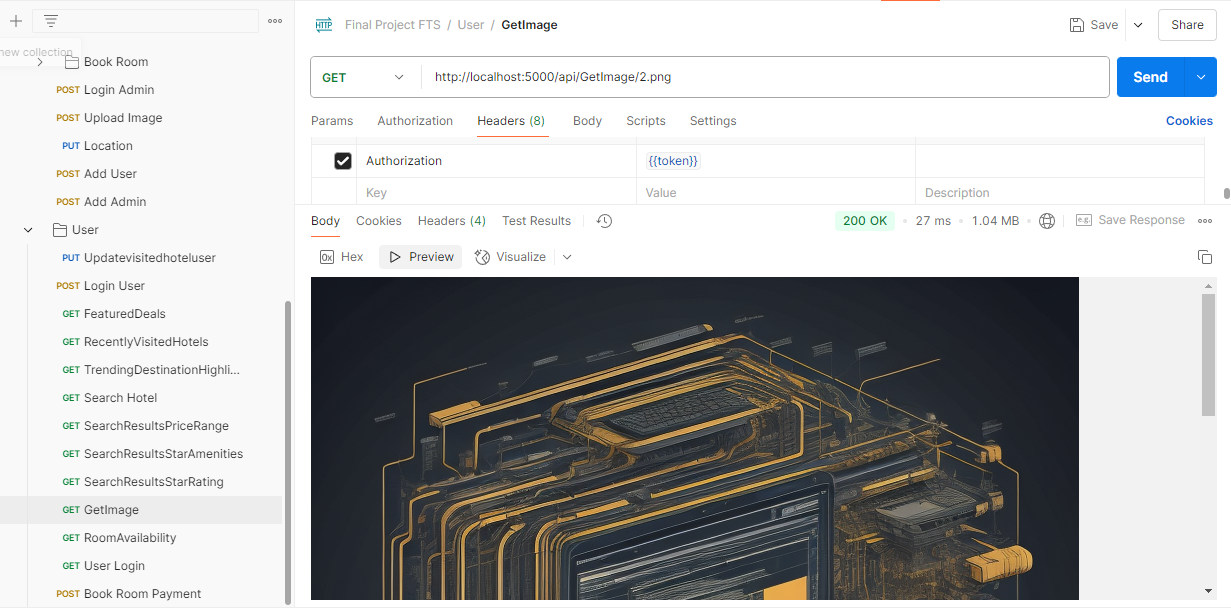 Final Project FTS / User / GetImage
Save
Share
new collection
Book Room
POST Login Admin
POST Upload Image
PUT Location
POST Add User
POST Add Admin
User
PUT Updatevisitedhoteluser
POST Login User
GET FeaturedDeals
GET RecentlyVisitedHotels
GET TrendingDestinationHighli...
GET Search Hotel
GET SearchResultsPriceRange
GET SearchResultsStarAmenities
GET SearchResultsStarRating
GET GetImage
GET RoomAvailability
GET User Login
POST Book Room Payment
HTTP
GET
http://localhost:5000/api/GetImage/2.png
Send
Params Authorization Headers (8) Body Scripts Settings
Cookies
Authorization {{token}}
Key Value Description
Body Cookies Headers (4) Test Results
200 OK • 27 ms • 1.04 MB •
e.g. Save Response
0x Hex Preview Visualize